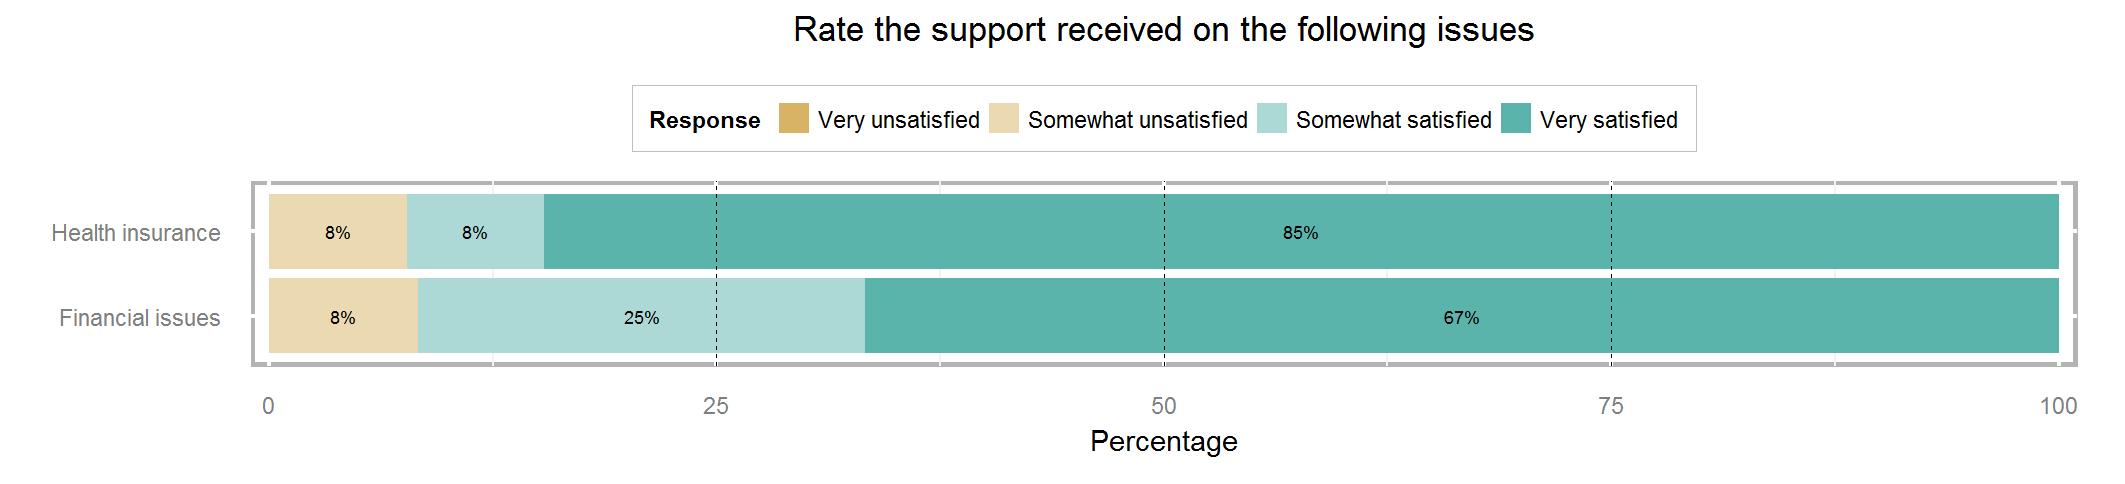 Rate the support received on the following issues
Response Very unsatisfied Somewhat unsatisfied Somewhat satisfied Very satisfied
Health insurance 8% 8% 85%
Financial issues 8% 25% 67%
0 25 50 75 100
Percentage